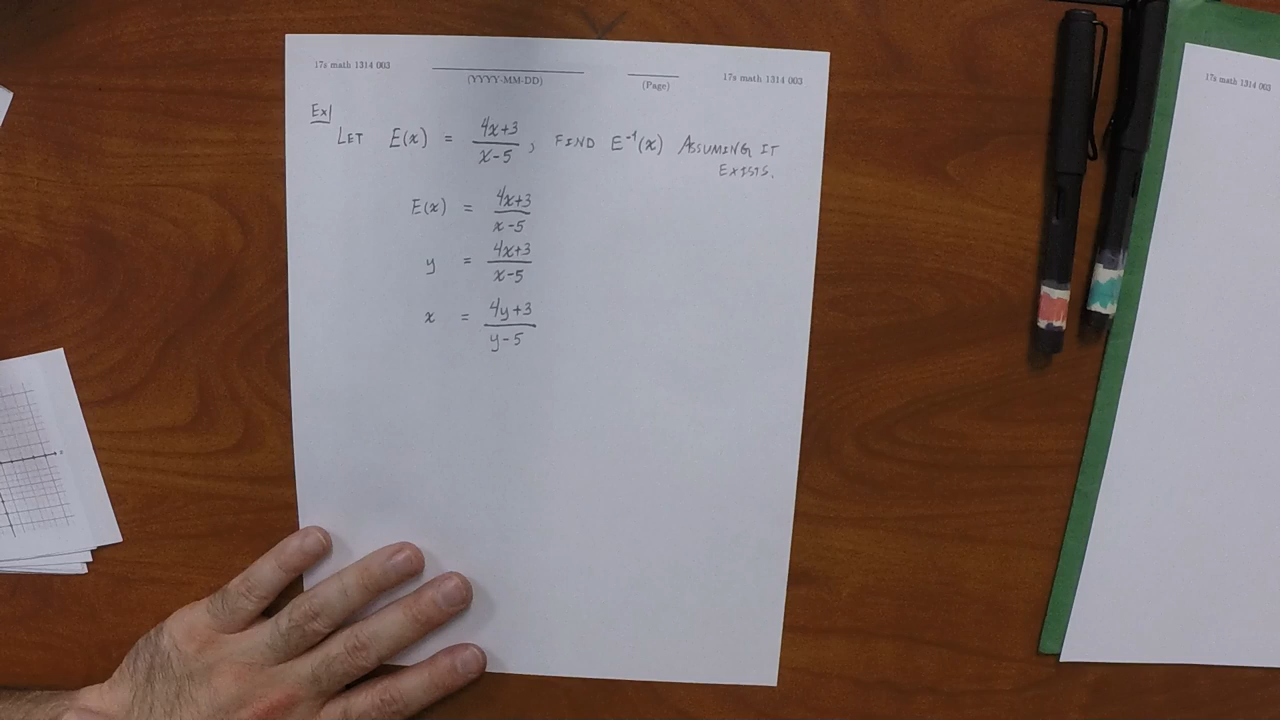 17s math 1314 003 (YYYY-MM-DD) (Page) 17s math 1314 003
Ex|
LET E(x) = 4x+3/x-5, FIND E⁻¹(x) ASSUMING IT
EXISTS.
E(x) = 4x+3/x-5
y = 4x+3/x-5
x = 4y+3/y-5
17s math 1314 003